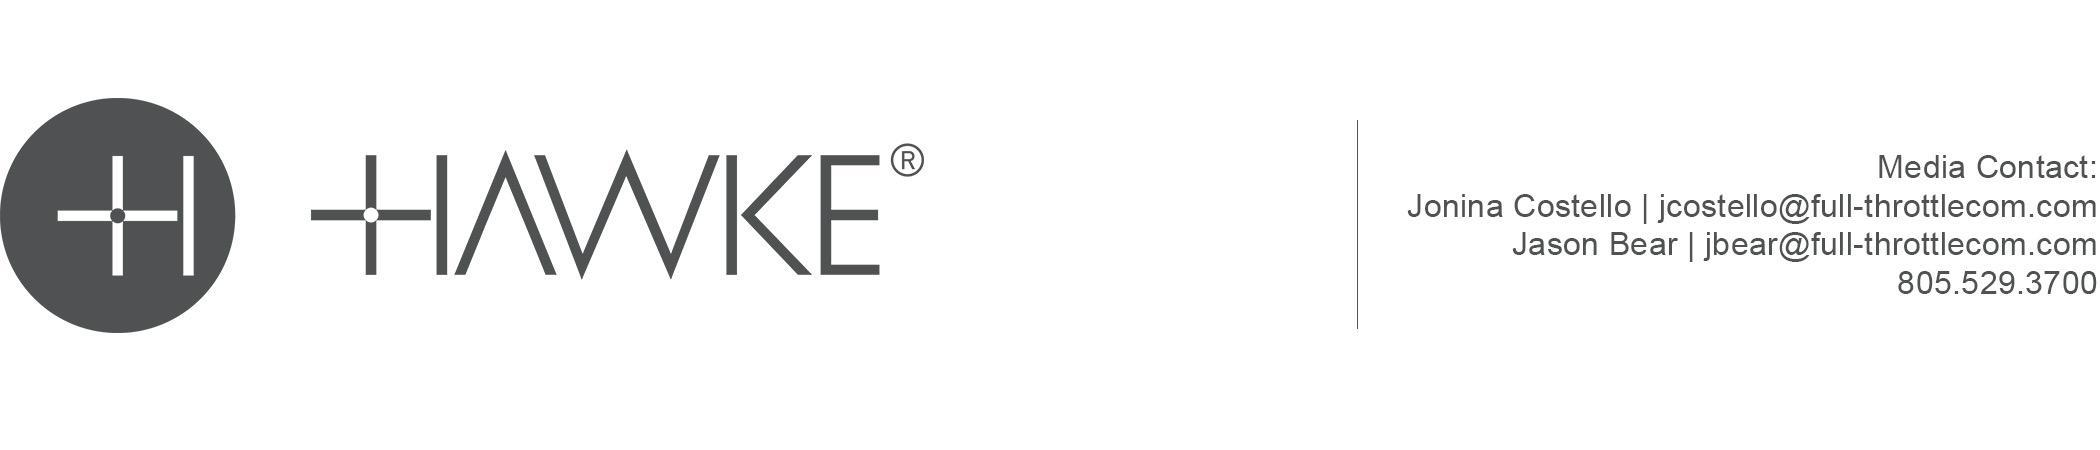 HAWKE®
Media Contact:
Jonina Costello | jcostello@full-throttlecom.com
Jason Bear | jbear@full-throttlecom.com
805.529.3700